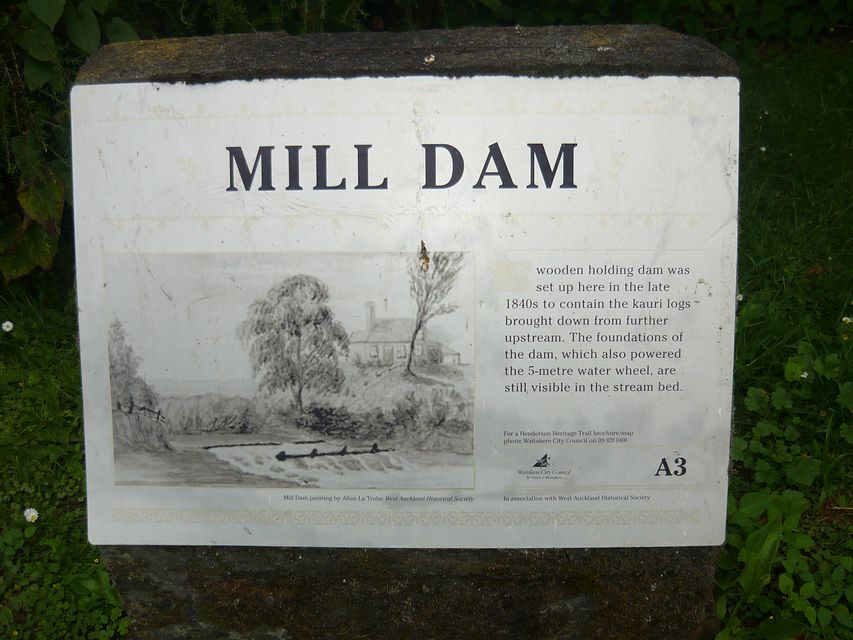 MILL DAM
wooden holding dam was
set up here in the late
1840s to contain the kauri logs
brought down from further
upstream. The foundations of
the dam, which also powered
the 5-metre water wheel, are
still visible in the stream bed.
For a Henderson Heritage Trail brochure/map
phone Waitakere City Council on 09 839 0400
Waitakere City Council
A3
Mill Dam painting by Allan La Trobe West Auckland Historical Society
In association with West Auckland Historical Society